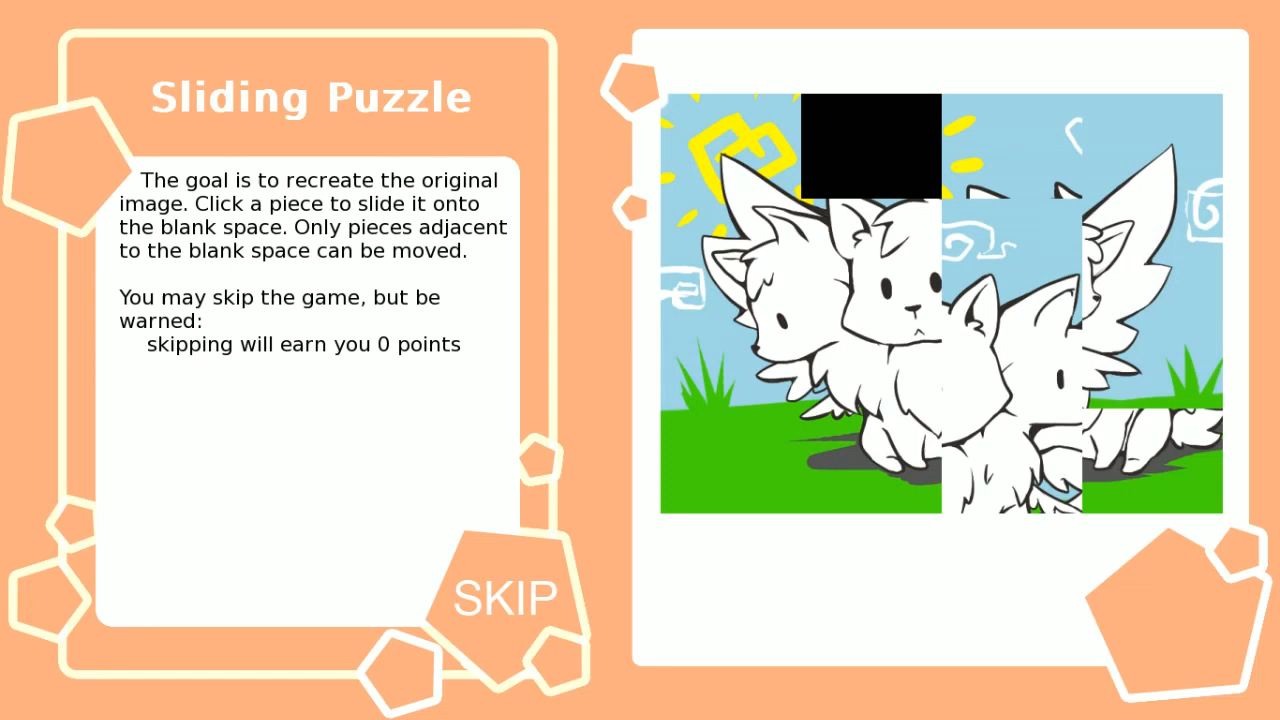 Sliding Puzzle
The goal is to recreate the original
image. Click a piece to slide it onto
the blank space. Only pieces adjacent
to the blank space can be moved.
You may skip the game, but be
warned:
skipping will earn you 0 points
SKIP